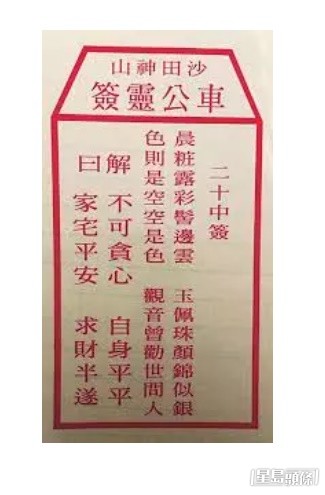 沙田神山
車公靈簽
二十中簽
晨粧露彩髻邊雲 玉佩珠顏錦似銀
色則是空空是色 觀音曾勸世間人
解 不可貪心 自身平平
曰 家宅平安 求財半遂
星島頭條